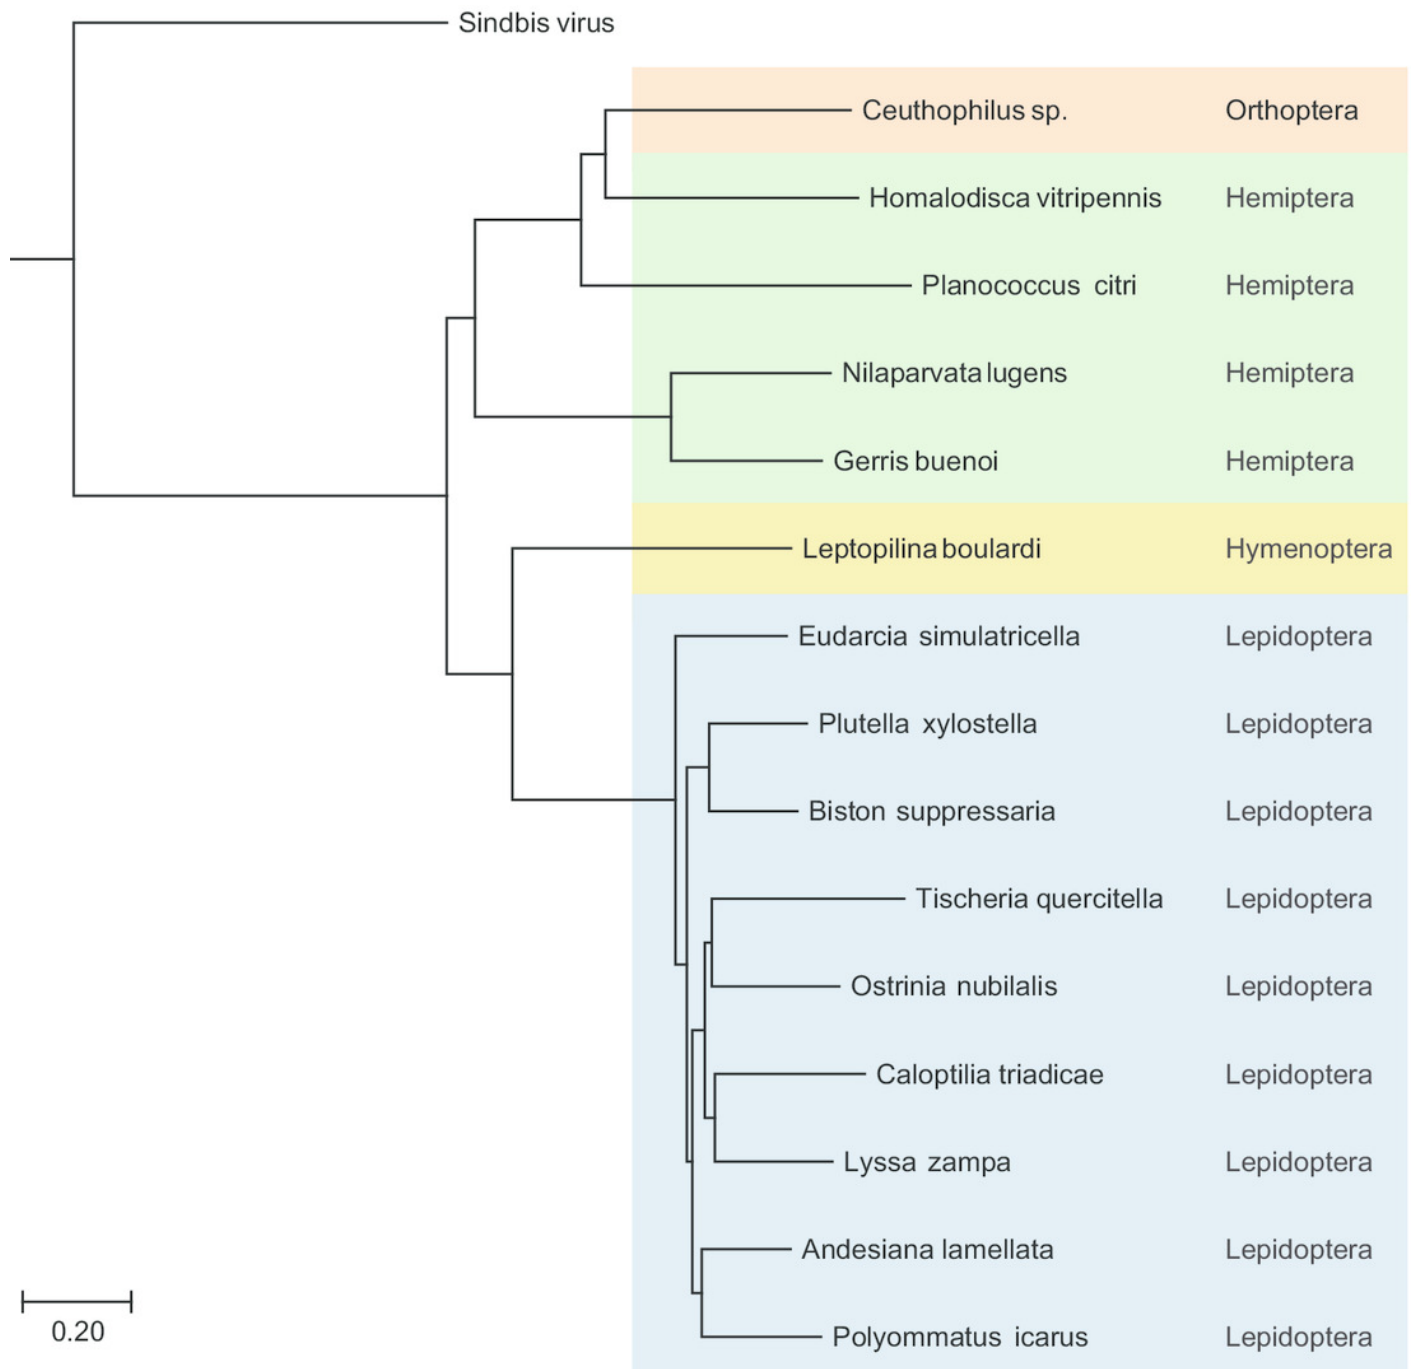 Sindbis virus
Ceuthophilus sp. Orthoptera
Homalodisca vitripennis Hemiptera
Planococcus citri Hemiptera
Nilaparvata lugens Hemiptera
Gerris buenoi Hemiptera
Leptopilina boulardi Hymenoptera
Eudarcia simulatricella Lepidoptera
Plutella xylostella Lepidoptera
Biston suppressaria Lepidoptera
Tischeria quercitella Lepidoptera
Ostrinia nubilalis Lepidoptera
Caloptilia triadicae Lepidoptera
Lyssa zampa Lepidoptera
Andesiana lamellata Lepidoptera
Polyommatus icarus Lepidoptera
0.20